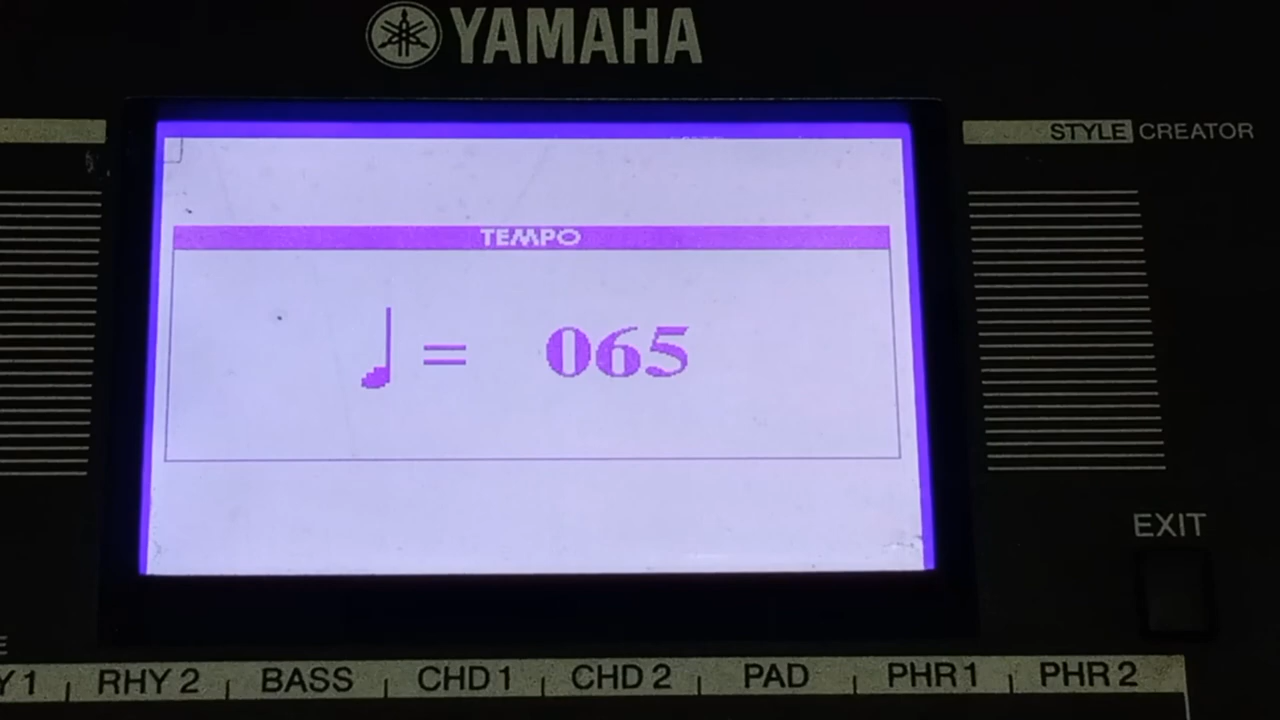 YAMAHA
STYLE CREATOR
TEMPO
♩ = 065
EXIT
RHY 2 BASS CHD 1 CHD 2 PAD PHR 1 PHR 2